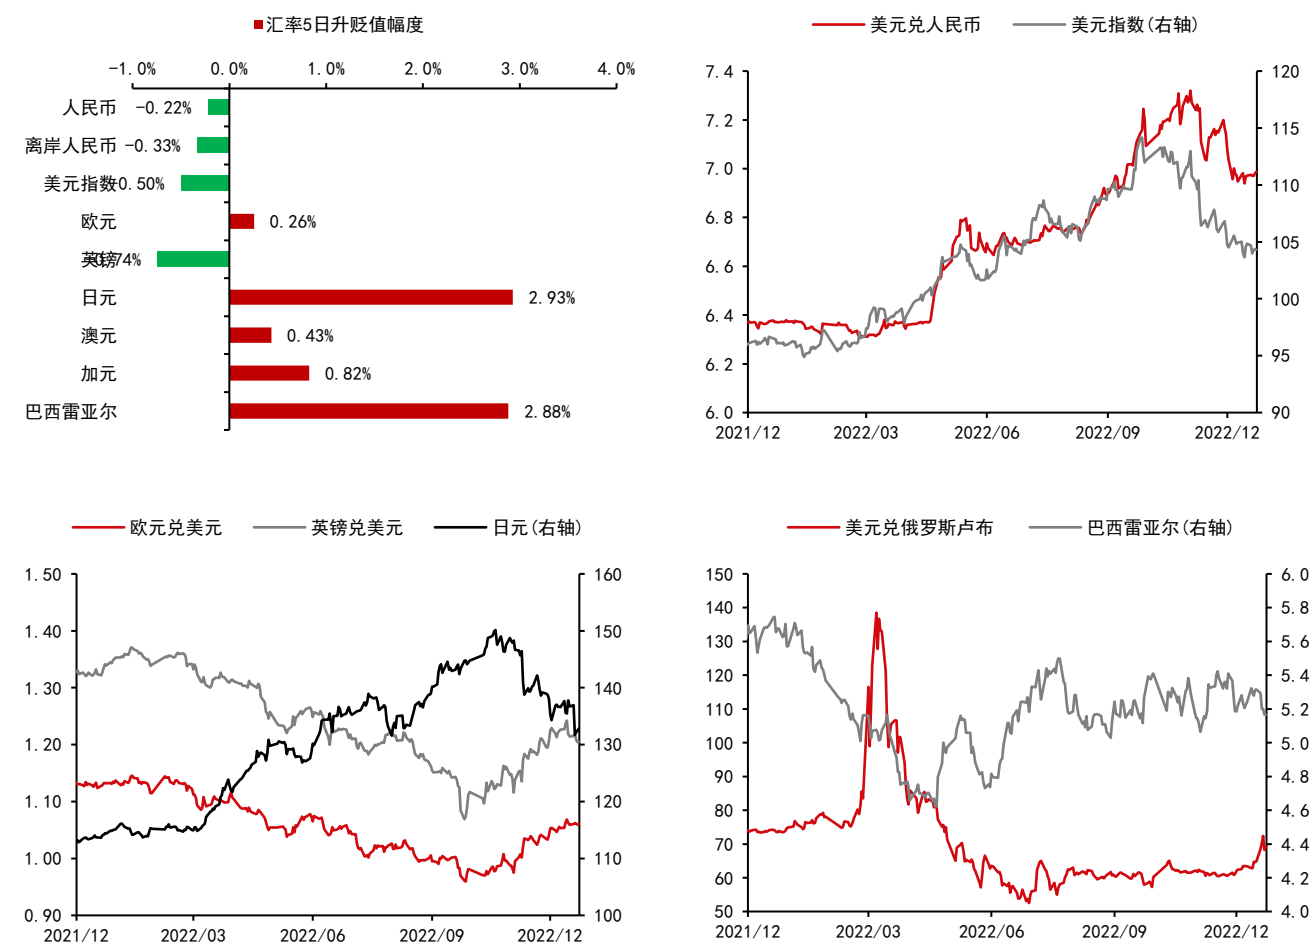 汇率5日升贬值幅度
-1.0% 0.0% 1.0% 2.0% 3.0% 4.0%
人民币 -0.22%
离岸人民币 -0.33%
美元指数 -0.50%
欧元 0.26%
英镑 -0.74%
日元 2.93%
澳元 0.43%
加元 0.82%
巴西雷亚尔 2.88%
美元兑人民币 美元指数(右轴)
7.4 120
7.2 115
7.0 110
6.8 105
6.6 100
6.4 95
6.2 90
6.0
2021/12 2022/03 2022/06 2022/09 2022/12
欧元兑美元 英镑兑美元 日元(右轴)
1.50 160
1.40 150
1.30 140
1.20 130
1.10 120
1.00 110
0.90 100
2021/12 2022/03 2022/06 2022/09 2022/12
美元兑俄罗斯卢布 巴西雷亚尔(右轴)
150 6.0
140 5.8
130 5.6
120 5.4
110 5.2
100 5.0
90 4.8
80 4.6
70 4.4
60 4.2
50 4.0
2021/12 2022/03 2022/06 2022/09 2022/12